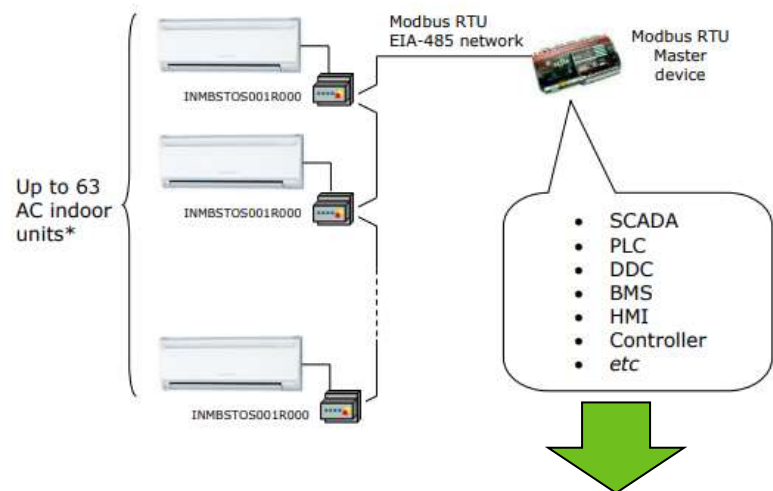 Modbus RTU
EIA-485 network
Modbus RTU
Master
device
INMBSTOS001R000
INMBSTOS001R000
Up to 63
AC indoor
units*
• SCADA
• PLC
• DDC
• BMS
• HMI
• Controller
• etc
INMBSTOS001R000